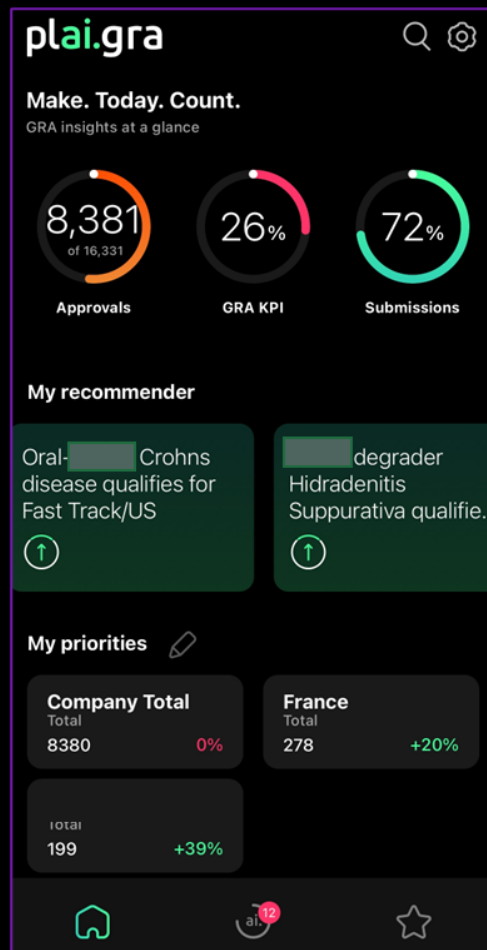 plai.gra
Make. Today. Count.
GRA insights at a glance
8,381
of 16,331
Approvals
26%
GRA KPI
72%
Submissions
My recommender
Oral- Crohns
disease qualifies for
Fast Track/US
degrader
Hidradenitis
Suppurativa qualifie..
My priorities
Company Total
Total
8380 0%
France
Total
278 +20%
Total
199 +39%
ai.
12